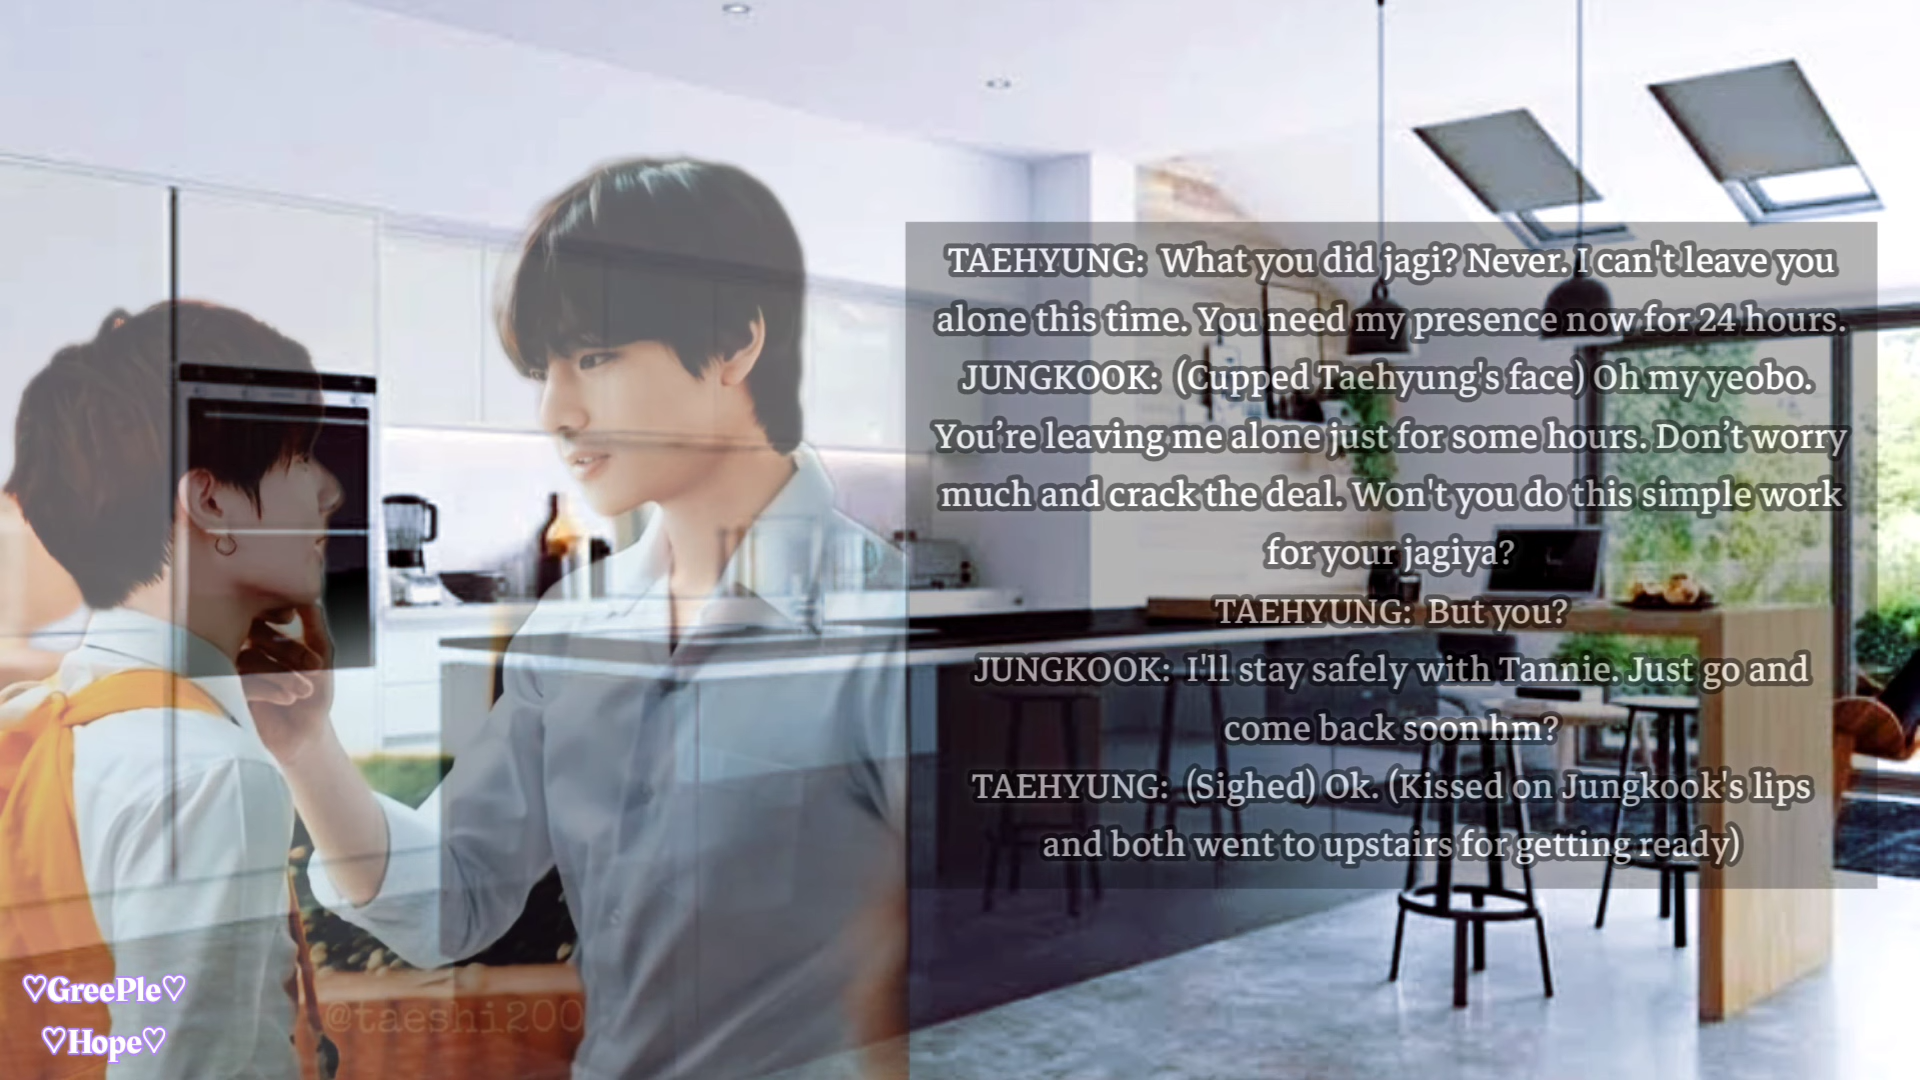 TAEHYUNG: What you did jagi? Never. I can't leave you
alone this time. You need my presence now for 24 hours.
JUNGKOOK: (Cupped Taehyung's face) Oh my yeobo.
You’re leaving me alone just for some hours. Don’t worry
much and crack the deal. Won't you do this simple work
for your jagiya?
TAEHYUNG: But you?
JUNGKOOK: I'll stay safely with Tannie. Just go and
come back soon hm?
TAEHYUNG: (Sighed) Ok. (Kissed on Jungkook's lips
and both went to upstairs for getting ready)
♡GreePle♡
♡Hope♡
@taeshi200